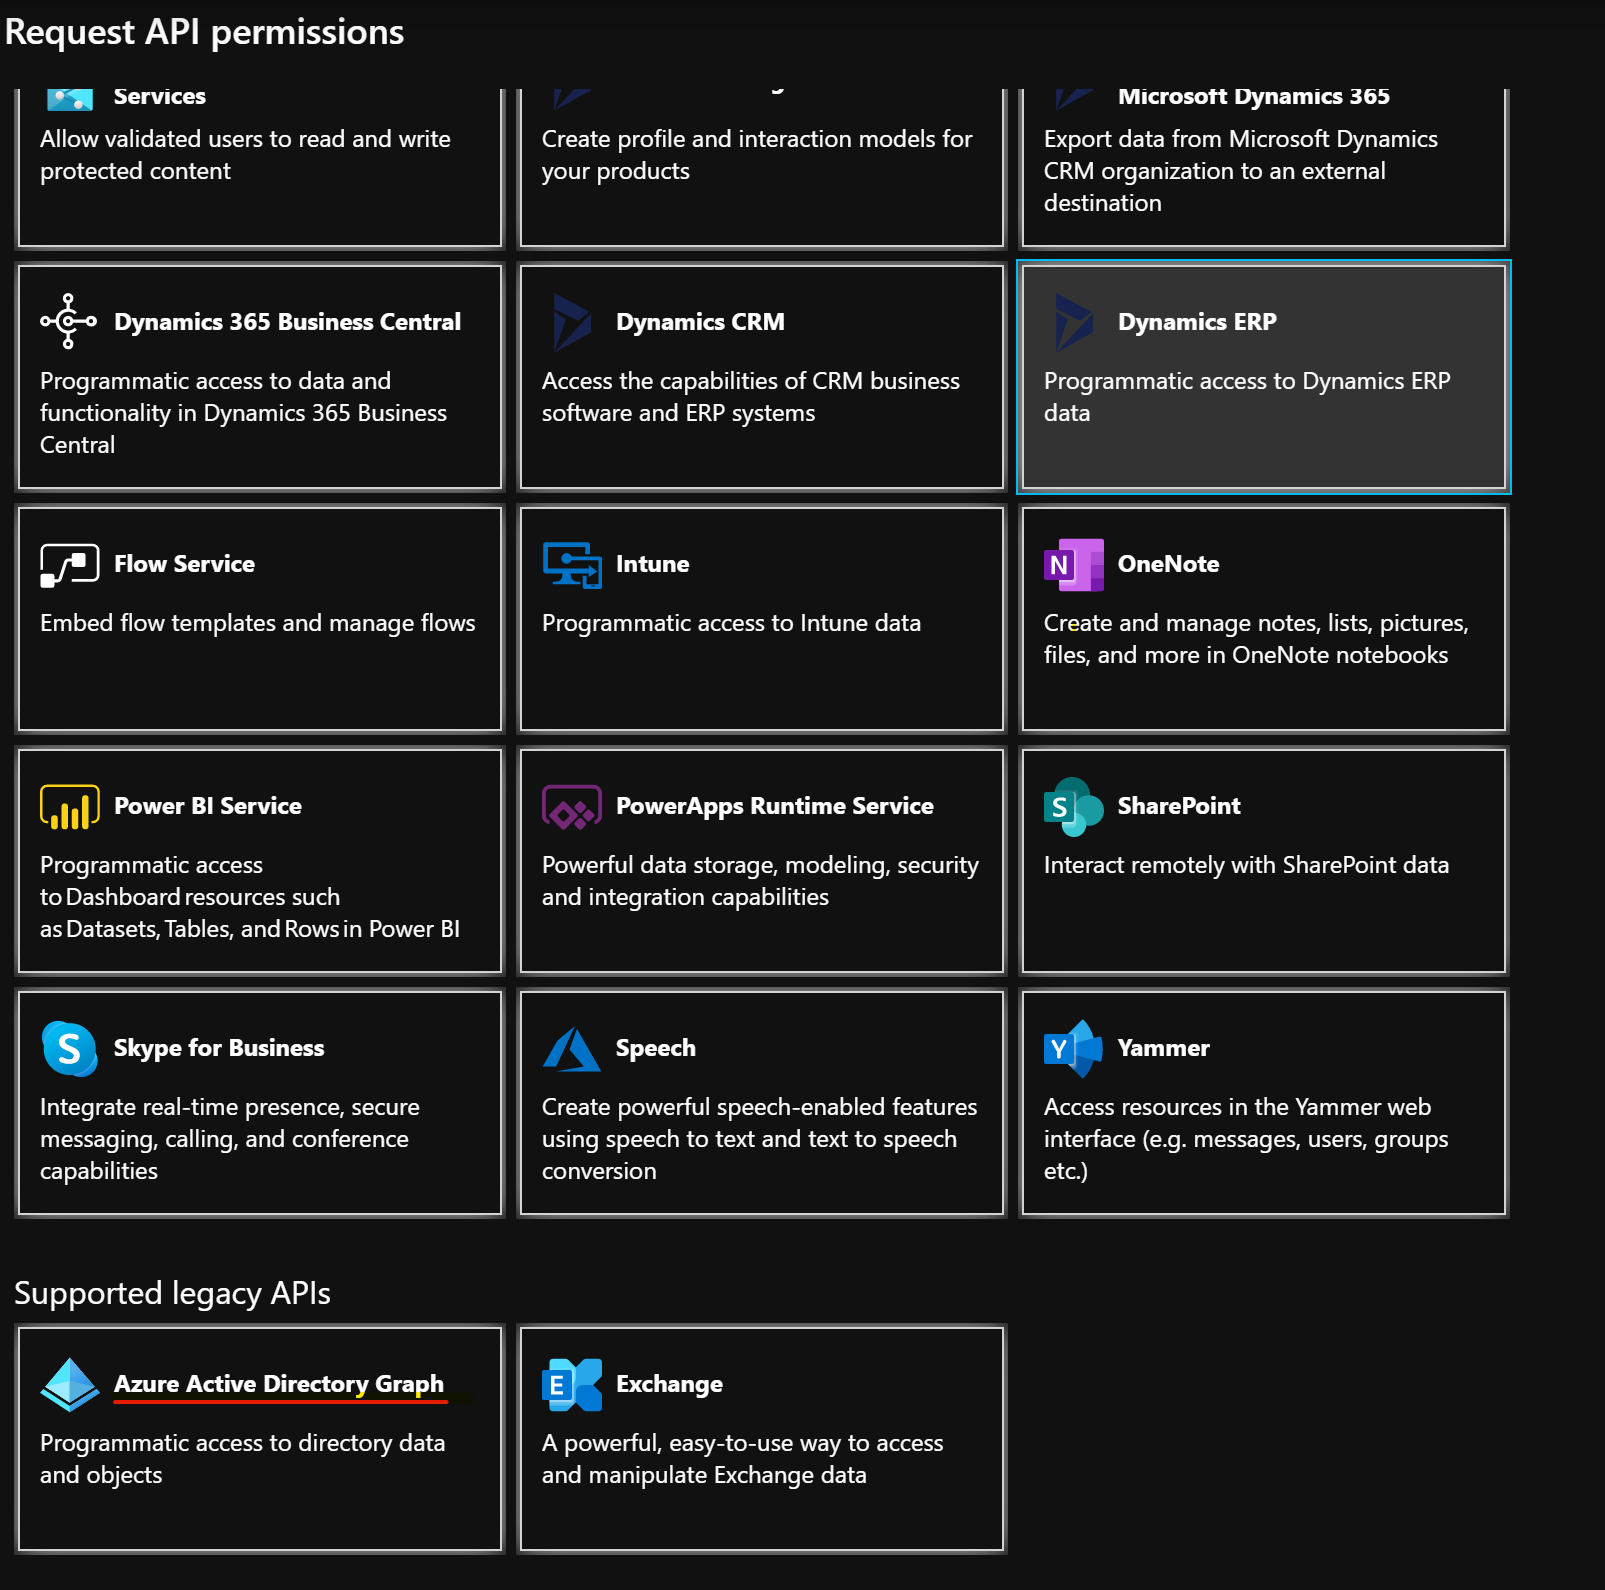 Request API permissions
Services
Allow validated users to read and write
protected content
Create profile and interaction models for
your products
Microsoft Dynamics 365
Export data from Microsoft Dynamics
CRM organization to an external
destination
Dynamics 365 Business Central
Programmatic access to data and
functionality in Dynamics 365 Business
Central
Dynamics CRM
Access the capabilities of CRM business
software and ERP systems
Dynamics ERP
Programmatic access to Dynamics ERP
data
Flow Service
Embed flow templates and manage flows
Intune
Programmatic access to Intune data
N
OneNote
Create and manage notes, lists, pictures,
files, and more in OneNote notebooks
Power BI Service
Programmatic access
to Dashboard resources such
as Datasets, Tables, and Rows in Power BI
PowerApps Runtime Service
Powerful data storage, modeling, security
and integration capabilities
S
SharePoint
Interact remotely with SharePoint data
S
Skype for Business
Integrate real-time presence, secure
messaging, calling, and conference
capabilities
Speech
Create powerful speech-enabled features
using speech to text and text to speech
conversion
Y
Yammer
Access resources in the Yammer web
interface (e.g. messages, users, groups
etc.)
Supported legacy APIs
Azure Active Directory Graph
Programmatic access to directory data
and objects
E
Exchange
A powerful, easy-to-use way to access
and manipulate Exchange data